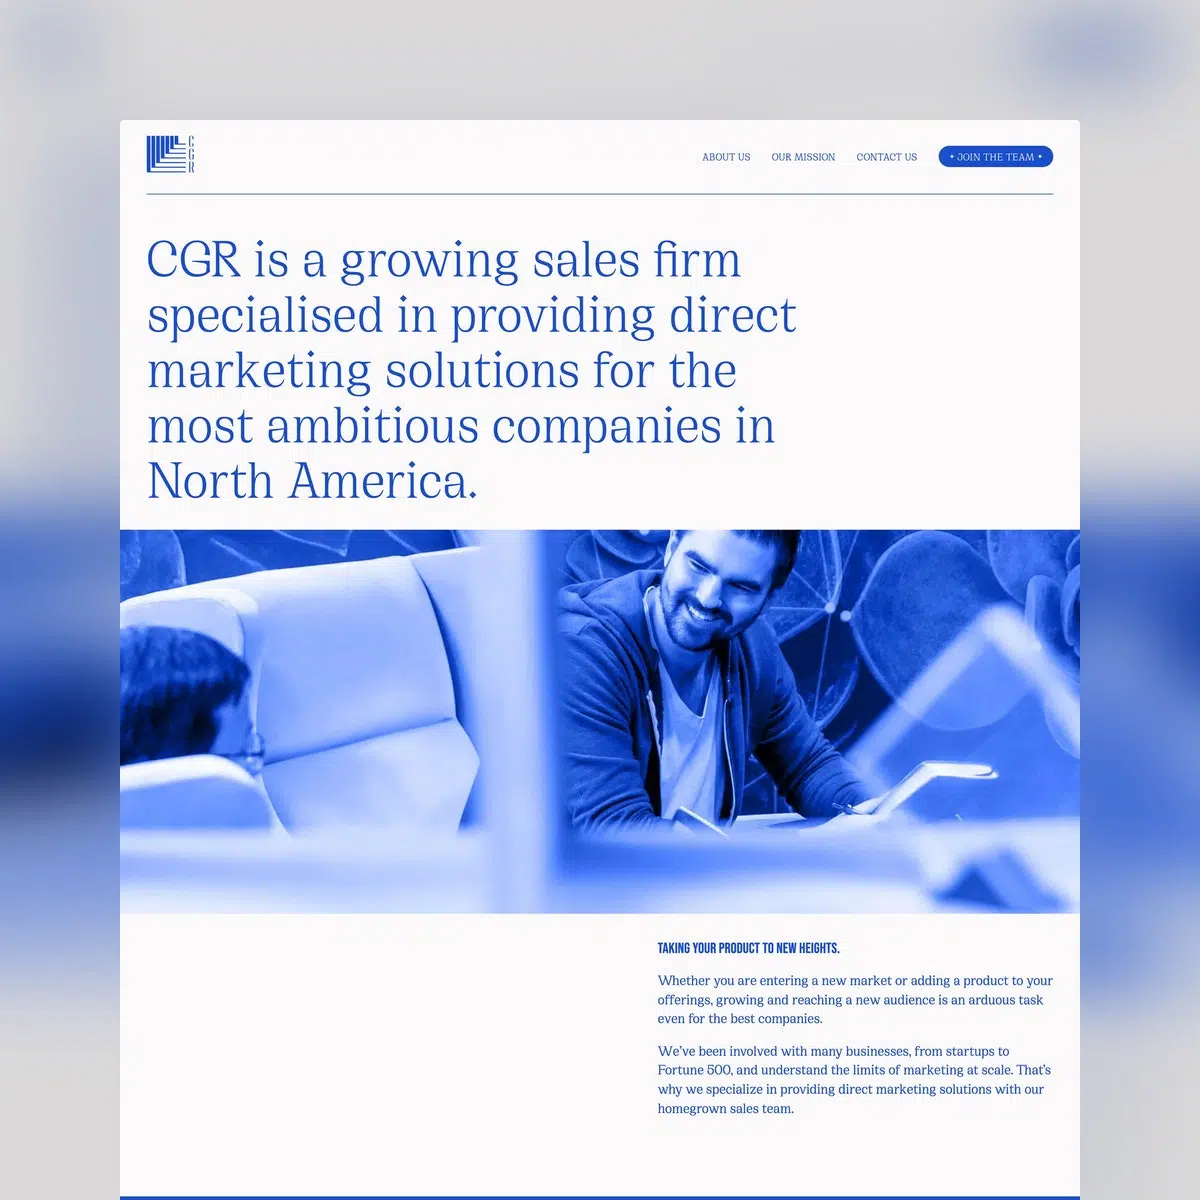 CGR
ABOUT US
OUR MISSION
CONTACT US
✦ JOIN THE TEAM ✦
CGR is a growing sales firm
specialised in providing direct
marketing solutions for the
most ambitious companies in
North America.
TAKING YOUR PRODUCT TO NEW HEIGHTS.
Whether you are entering a new market or adding a product to your
offerings, growing and reaching a new audience is an arduous task
even for the best companies.
We've been involved with many businesses, from startups to
Fortune 500, and understand the limits of marketing at scale. That's
why we specialize in providing direct marketing solutions with our
homegrown sales team.